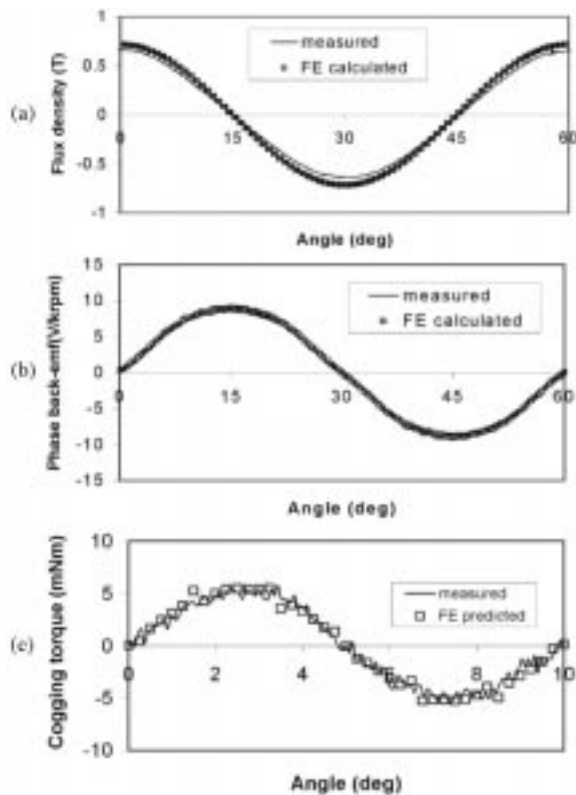 (a)
Flux density (T)
1
0.5
0
-0.5
-1
measured
FE calculated
0
15
30
45
60
Angle (deg)
(b)
Phase back-emf(V/krpm)
15
10
5
0
-5
-10
-15
measured
FE calculated
0
15
30
45
60
Angle (deg)
(c)
Cogging torque (mNm)
10
5
0
-5
-10
measured
FE predicted
0
2
4
6
8
10
Angle (deg)